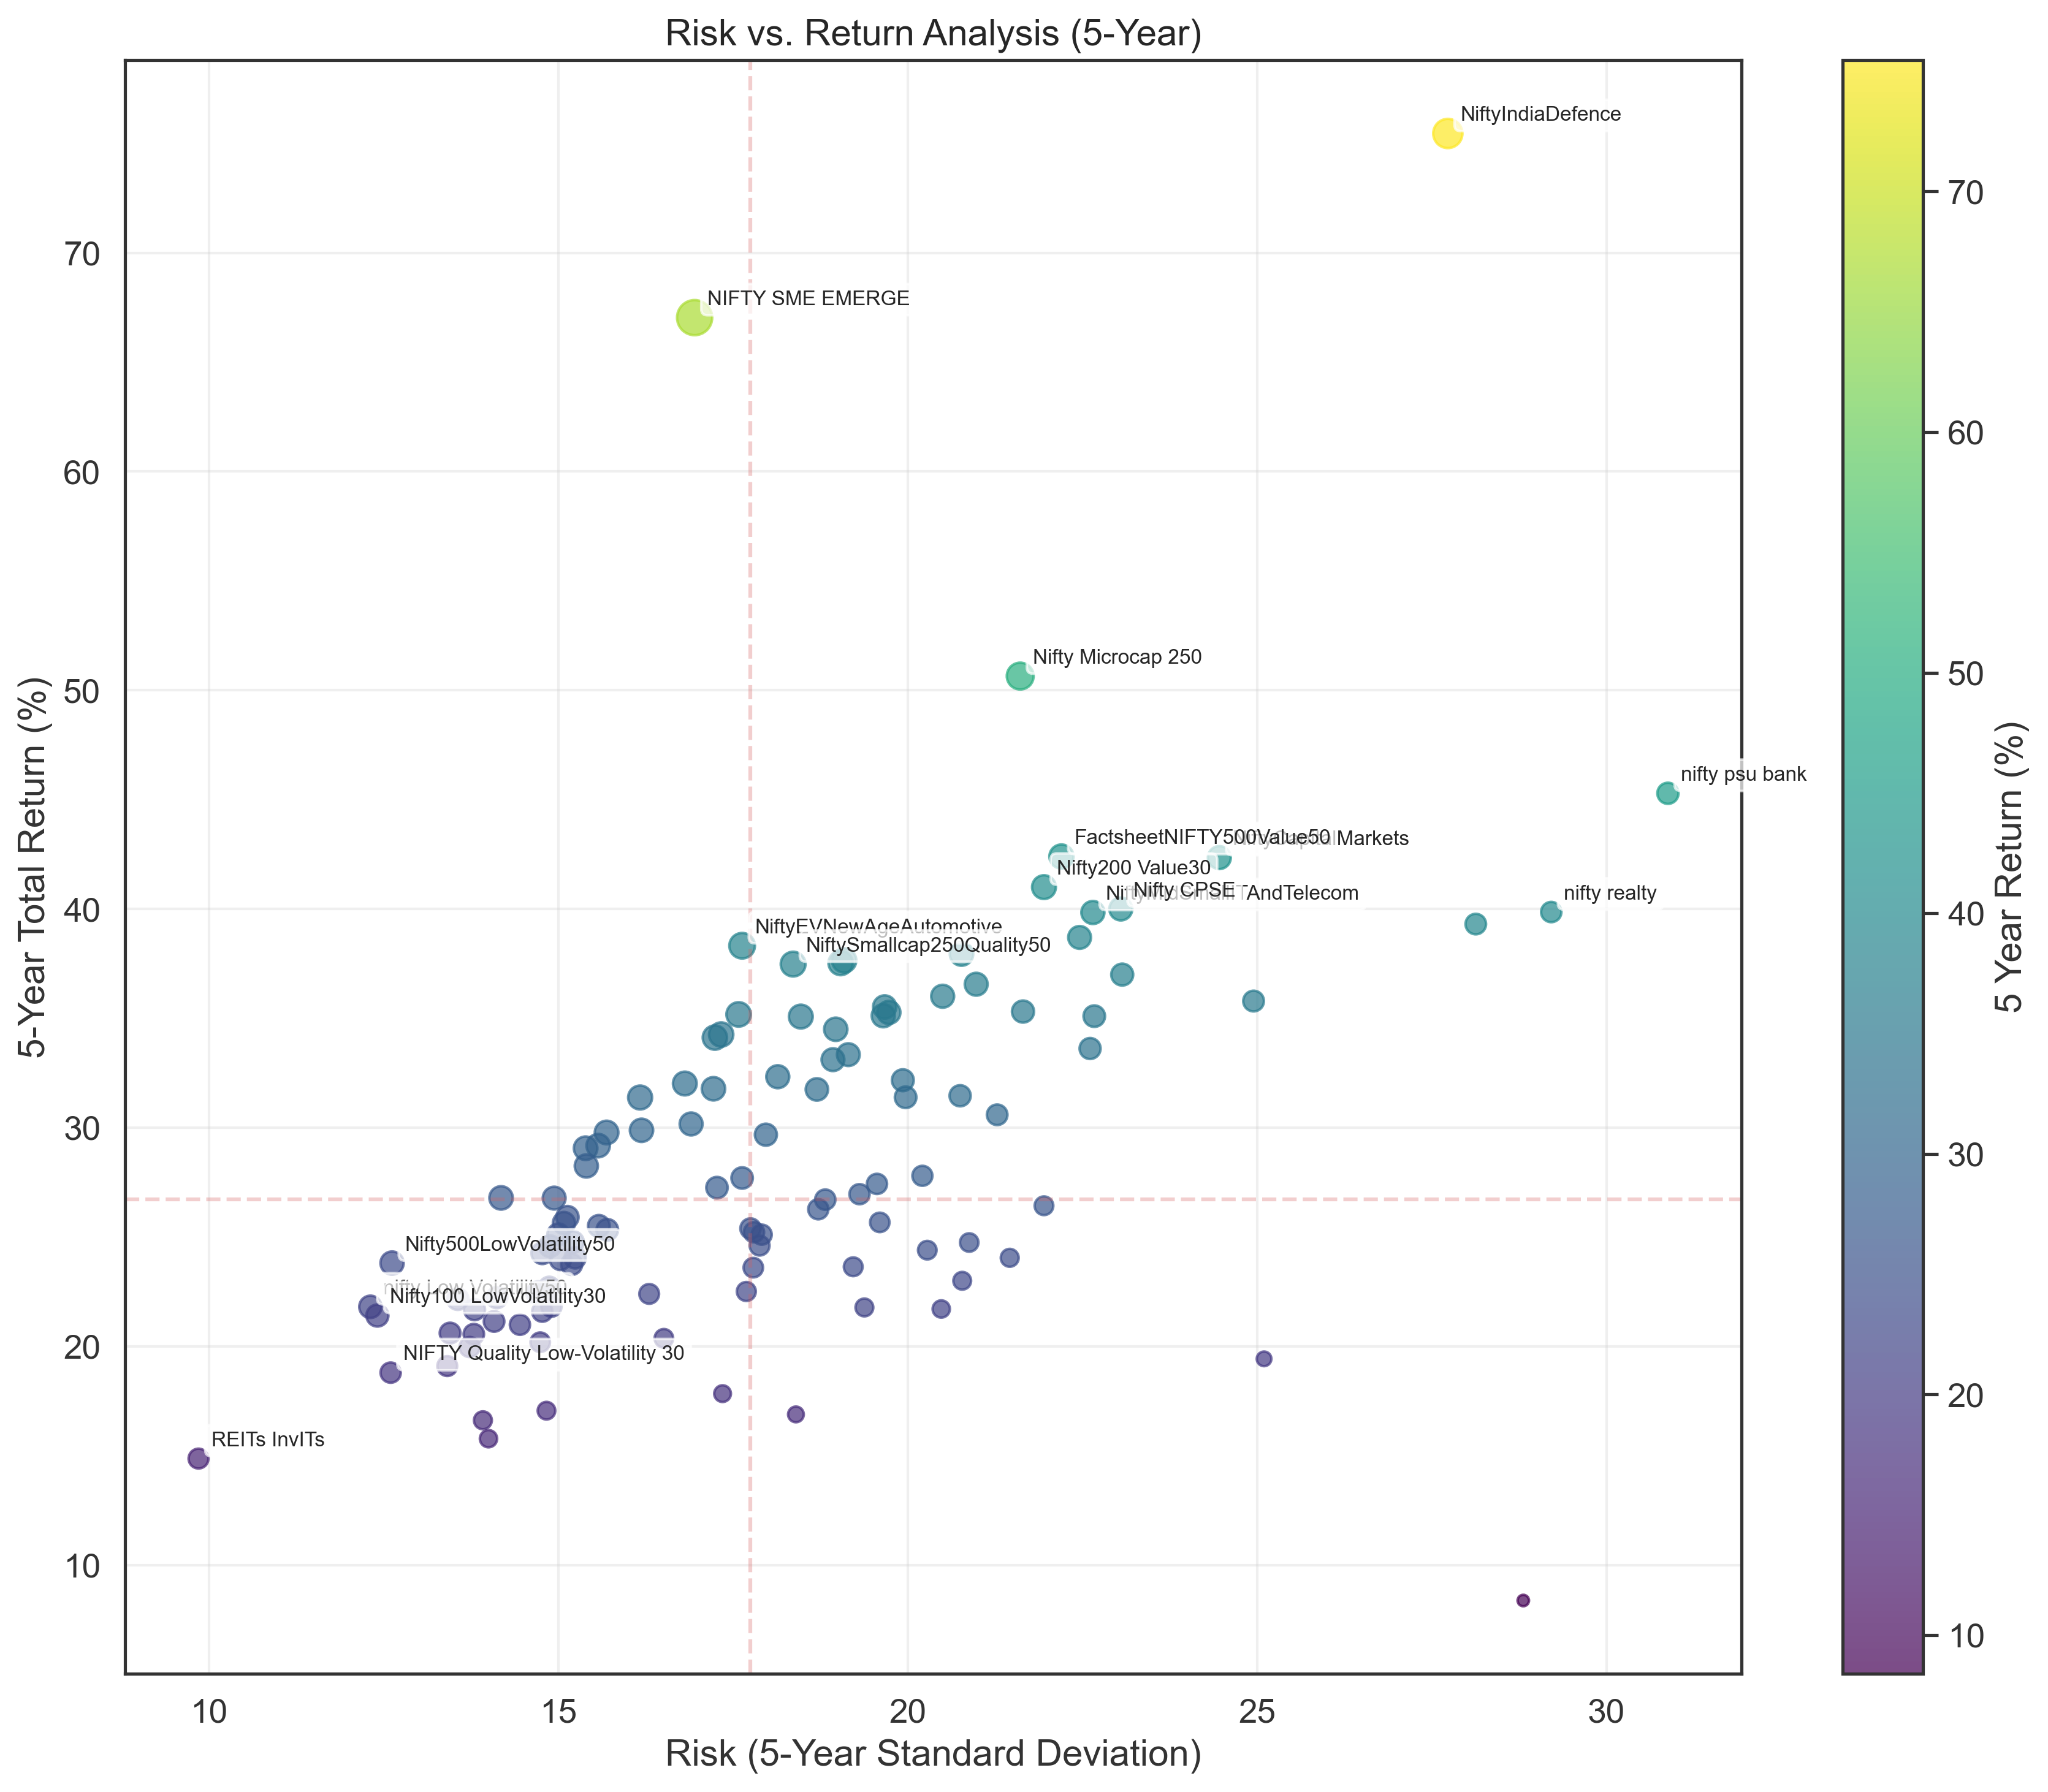 Risk vs. Return Analysis (5-Year)
NiftyIndiaDefence
NIFTY SME EMERGE
Nifty Microcap 250
nifty psu bank
FactsheetNIFTY500Value50
Markets
Nifty200 Value30
Nifty CPSE
AndTelecom
nifty realty
NiftyEVNewAgeAutomotive
NiftySmallcap250Quality50
Nifty500LowVolatility50
nifty Low Volatility50
Nifty100 LowVolatility30
NIFTY Quality Low-Volatility 30
REITs InvITs
5-Year Total Return (%)
70
60
50
40
30
20
10
10
15
20
25
30
Risk (5-Year Standard Deviation)
70
60
50
40
30
20
10
5 Year Return (%)